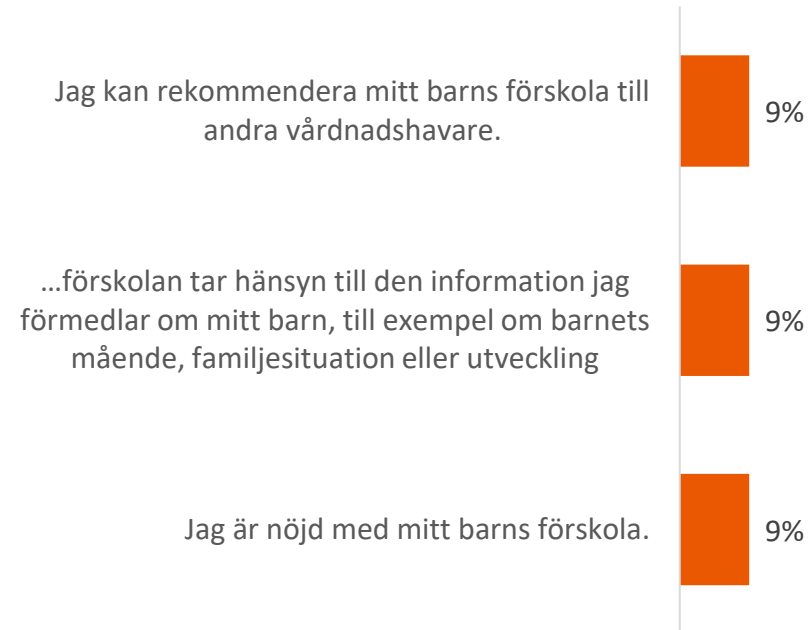 Jag kan rekommendera mitt barns förskola till
andra vårdnadshavare.
9%
…förskolan tar hänsyn till den information jag
förmedlar om mitt barn, till exempel om barnets
mående, familjesituation eller utveckling
9%
Jag är nöjd med mitt barns förskola.
9%